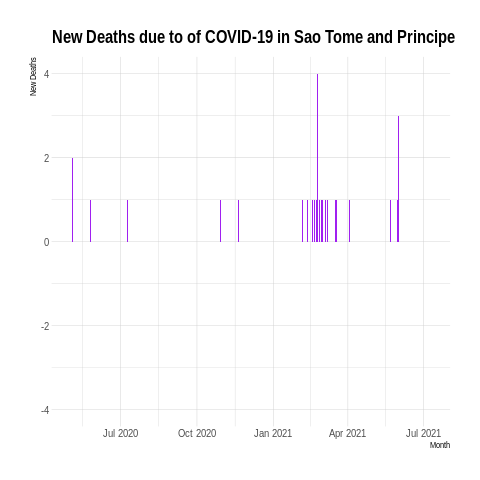 New Deaths due to of COVID-19 in Sao Tome and Principe
New Deaths
4
2
0
-2
-4
Jul 2020 Oct 2020 Jan 2021 Apr 2021 Jul 2021
Month